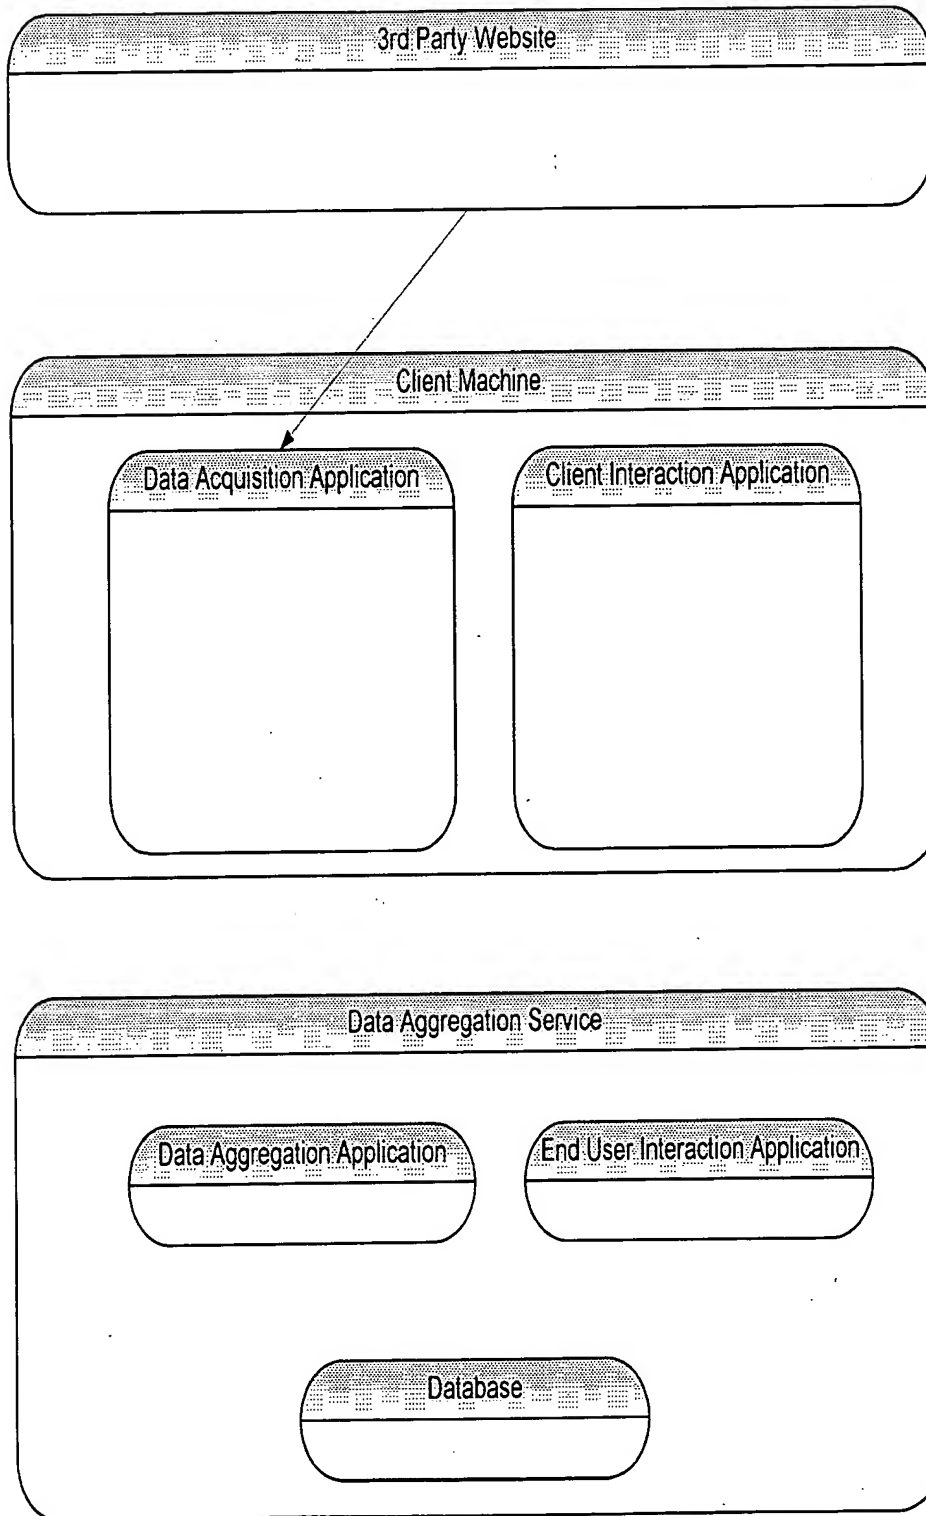 3rd Party Website
Client Machine
Data Acquisition Application
Client Interaction Application
Data Aggregation Service
Data Aggregation Application
End User Interaction Application
Database